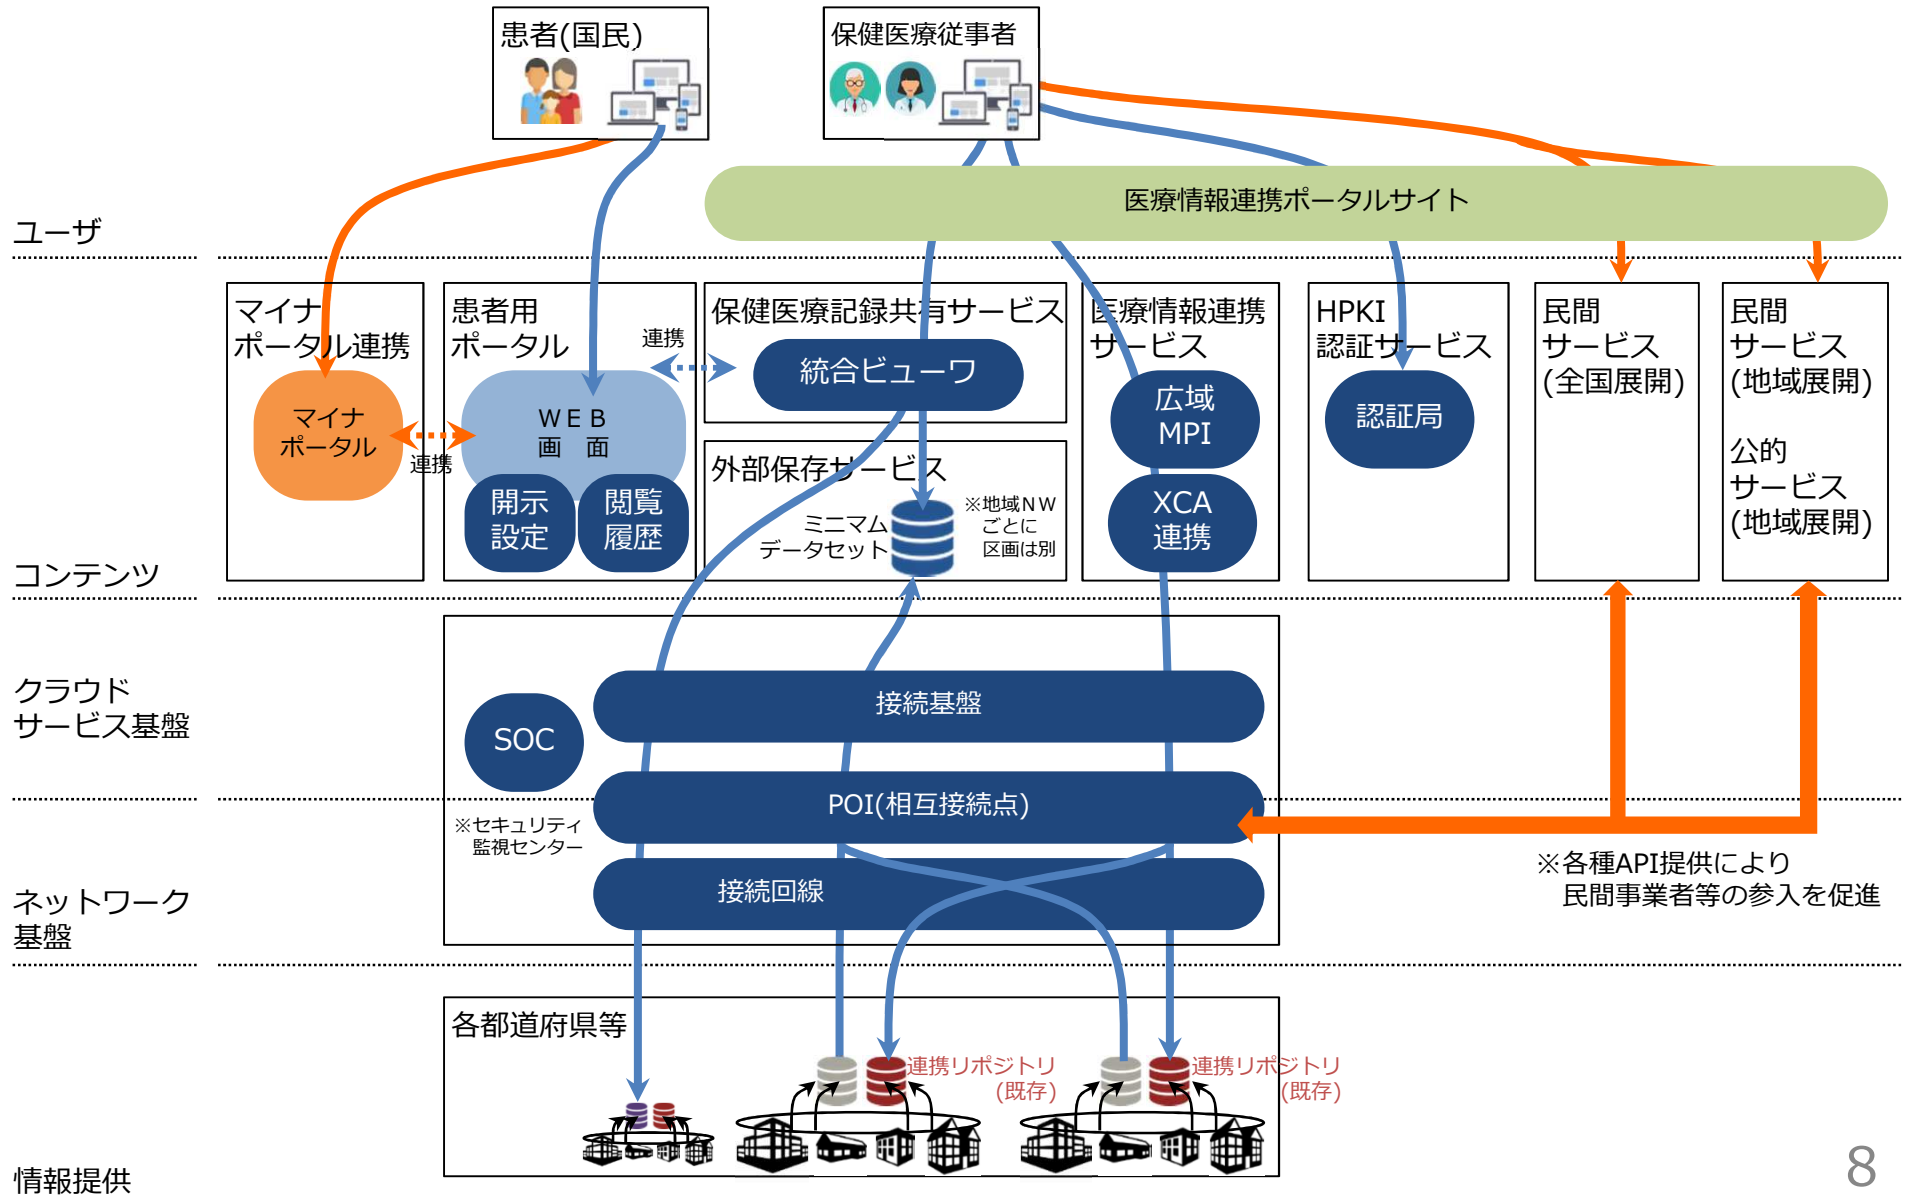 患者(国民)
保健医療従事者
医療情報連携ポータルサイト
ユーザ
マイナ
ポータル連携
マイナ
ポータル
連携
患者用
ポータル
ＷＥＢ
画　面
開示
設定
閲覧
履歴
連携
保健医療記録共有サービス
統合ビューワ
外部保存サービス
ミニマム
データセット
※地域ＮＷ
ごとに
区画は別
医療情報連携
サービス
広域
MPI
XCA
連携
HPKI
認証サービス
認証局
民間
サービス
(全国展開)
民間
サービス
(地域展開)
公的
サービス
(地域展開)
コンテンツ
クラウド
サービス基盤
SOC
※セキュリティ
監視センター
接続基盤
POI(相互接続点)
接続回線
※各種API提供により
民間事業者等の参入を促進
ネットワーク
基盤
各都道府県等
連携リポジトリ
(既存)
連携リポジトリ
(既存)
情報提供
8